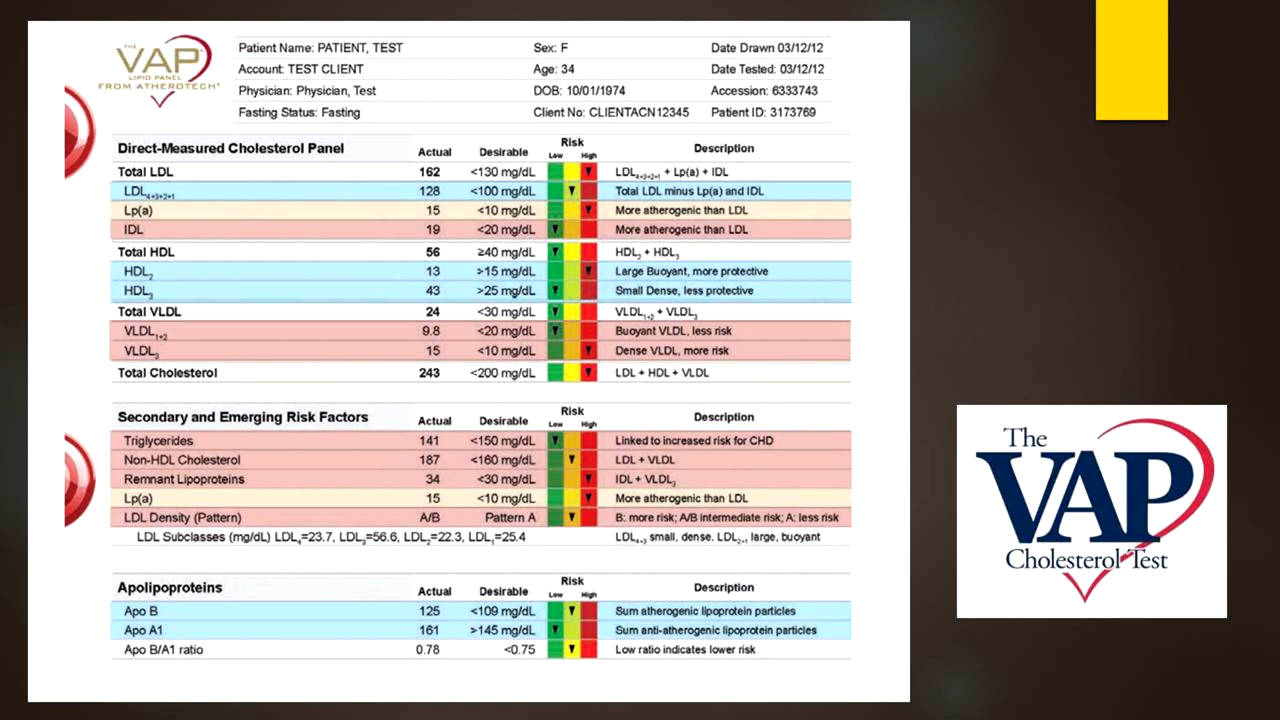 THE
VAP
LIPID PANEL
FROM ATHEROTECH®
Patient Name: PATIENT, TEST Sex: F Date Drawn 03/12/12
Account: TEST CLIENT Age: 34 Date Tested: 03/12/12
Physician: Physician, Test DOB: 10/01/1974 Accession: 6333743
Fasting Status: Fasting Client No: CLIENTACN12345 Patient ID: 3173769
Direct-Measured Cholesterol Panel Actual Desirable Risk Low High Description
Total LDL 162 <130 mg/dL LDL4+3+2+1 + Lp(a) + IDL
LDL4+3+2+1 128 <100 mg/dL Total LDL minus Lp(a) and IDL
Lp(a) 15 <10 mg/dL More atherogenic than LDL
IDL 19 <20 mg/dL More atherogenic than LDL
Total HDL 56 ≥40 mg/dL HDL2 + HDL3
HDL2 13 >15 mg/dL Large Buoyant, more protective
HDL3 43 >25 mg/dL Small Dense, less protective
Total VLDL 24 <30 mg/dL VLDL1+2 + VLDL3
VLDL1+2 9.8 <20 mg/dL Buoyant VLDL, less risk
VLDL3 15 <10 mg/dL Dense VLDL, more risk
Total Cholesterol 243 <200 mg/dL LDL + HDL + VLDL
Secondary and Emerging Risk Factors Actual Desirable Risk Low High Description
Triglycerides 141 <150 mg/dL Linked to increased risk for CHD
Non-HDL Cholesterol 187 <160 mg/dL LDL + VLDL
Remnant Lipoproteins 34 <30 mg/dL IDL + VLDL3
Lp(a) 15 <10 mg/dL More atherogenic than LDL
LDL Density (Pattern) A/B Pattern A B: more risk; A/B intermediate risk; A: less risk
LDL Subclasses (mg/dL) LDL4=23.7, LDL3=56.6, LDL2=22.3, LDL1=25.4 LDL4+3 small, dense. LDL2+1 large, buoyant
Apolipoproteins Actual Desirable Risk Low High Description
Apo B 125 <109 mg/dL Sum atherogenic lipoprotein particles
Apo A1 161 >145 mg/dL Sum anti-atherogenic lipoprotein particles
Apo B/A1 ratio 0.78 <0.75 Low ratio indicates lower risk
The
VAP
Cholesterol Test